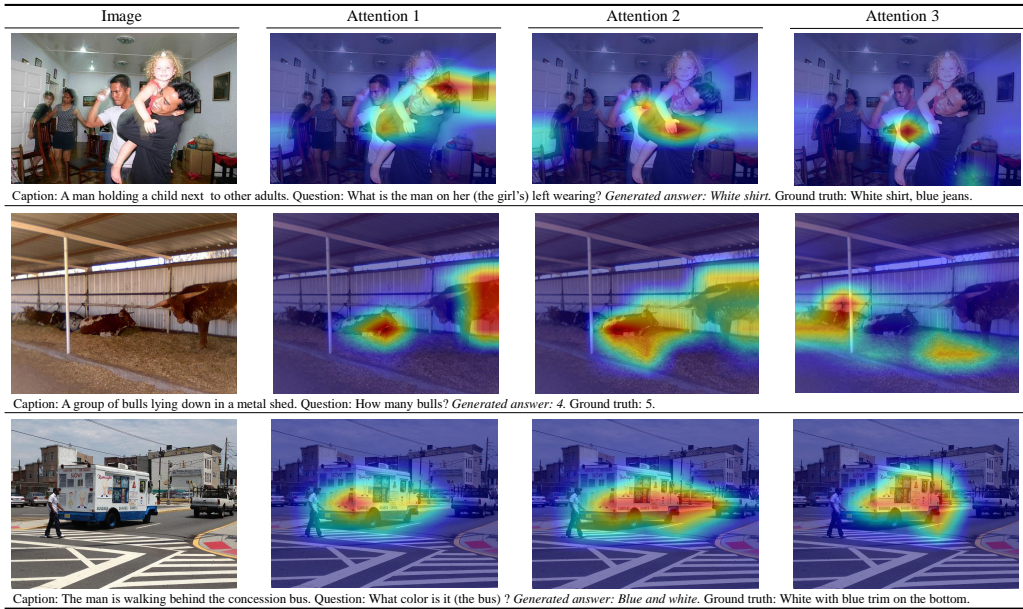 Image Attention 1 Attention 2 Attention 3
Caption: A man holding a child next to other adults. Question: What is the man on her (the girl's) left wearing? Generated answer: White shirt. Ground truth: White shirt, blue jeans.
Caption: A group of bulls lying down in a metal shed. Question: How many bulls? Generated answer: 4. Ground truth: 5.
Caption: The man is walking behind the concession bus. Question: What color is it (the bus) ? Generated answer: Blue and white. Ground truth: White with blue trim on the bottom.